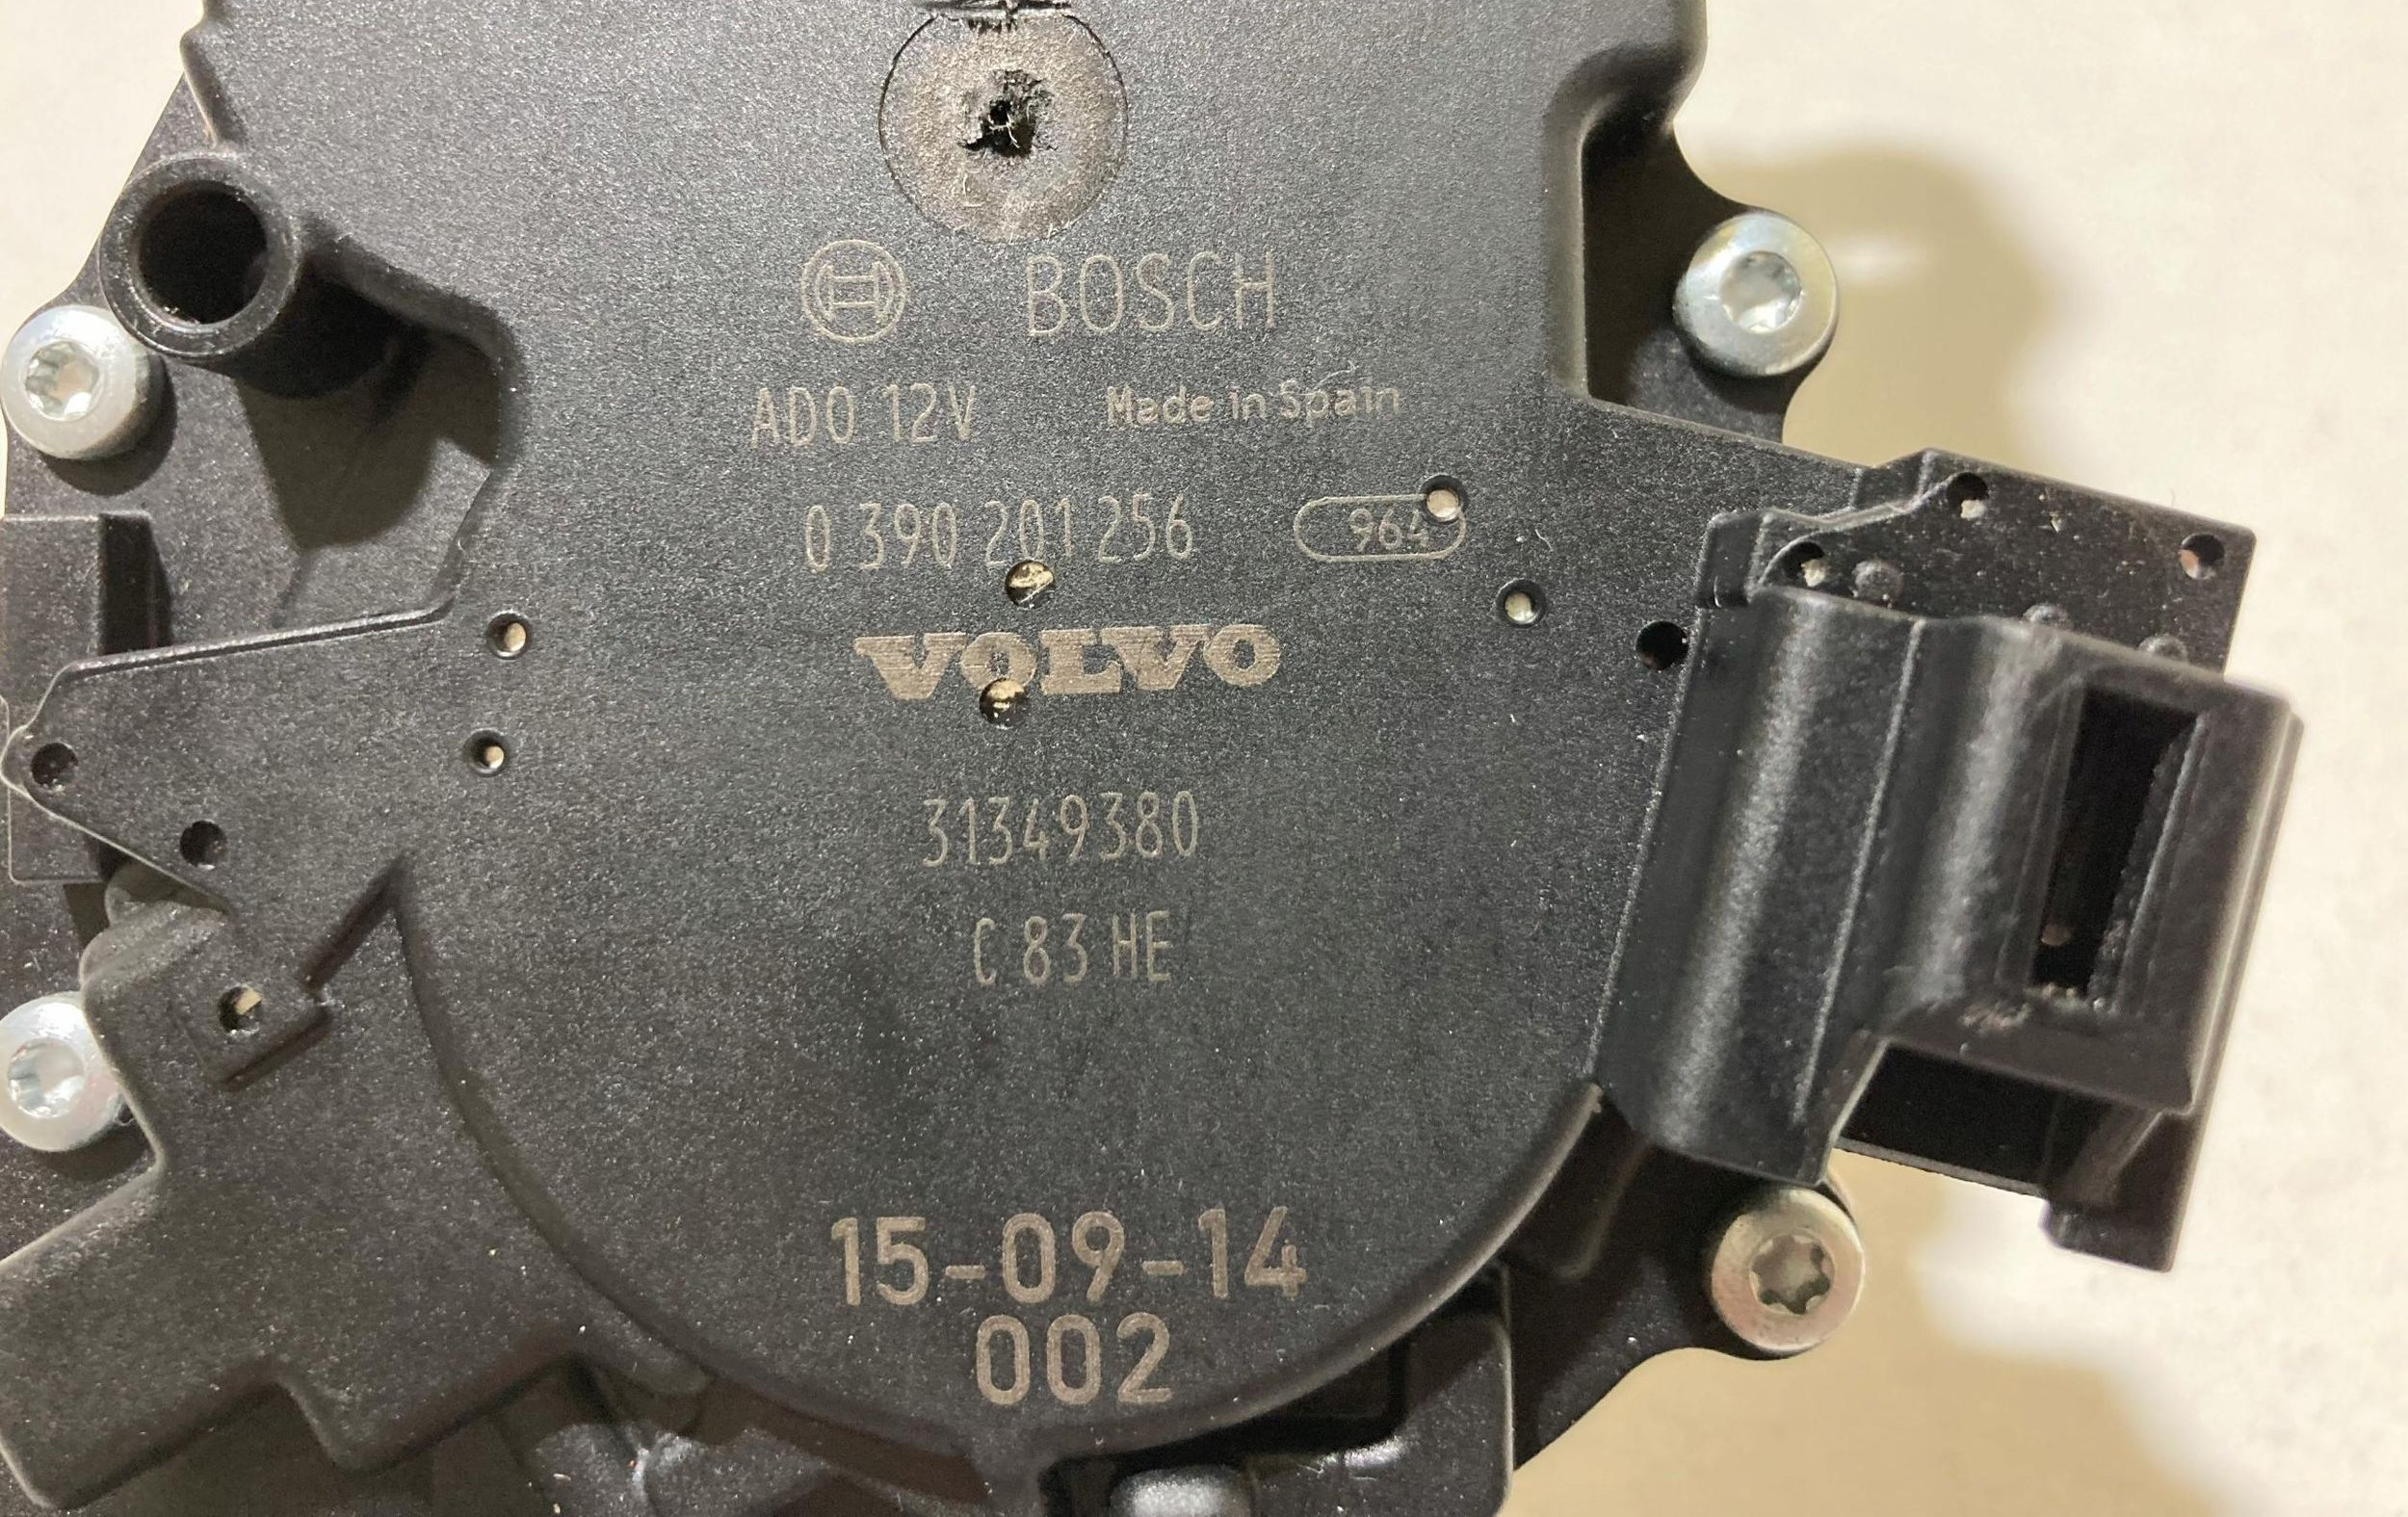 BOSCH
ADO 12V Made in Spain
0 390 201 256 964
VOLVO
31349380
C 83 HE
15-09-14
002